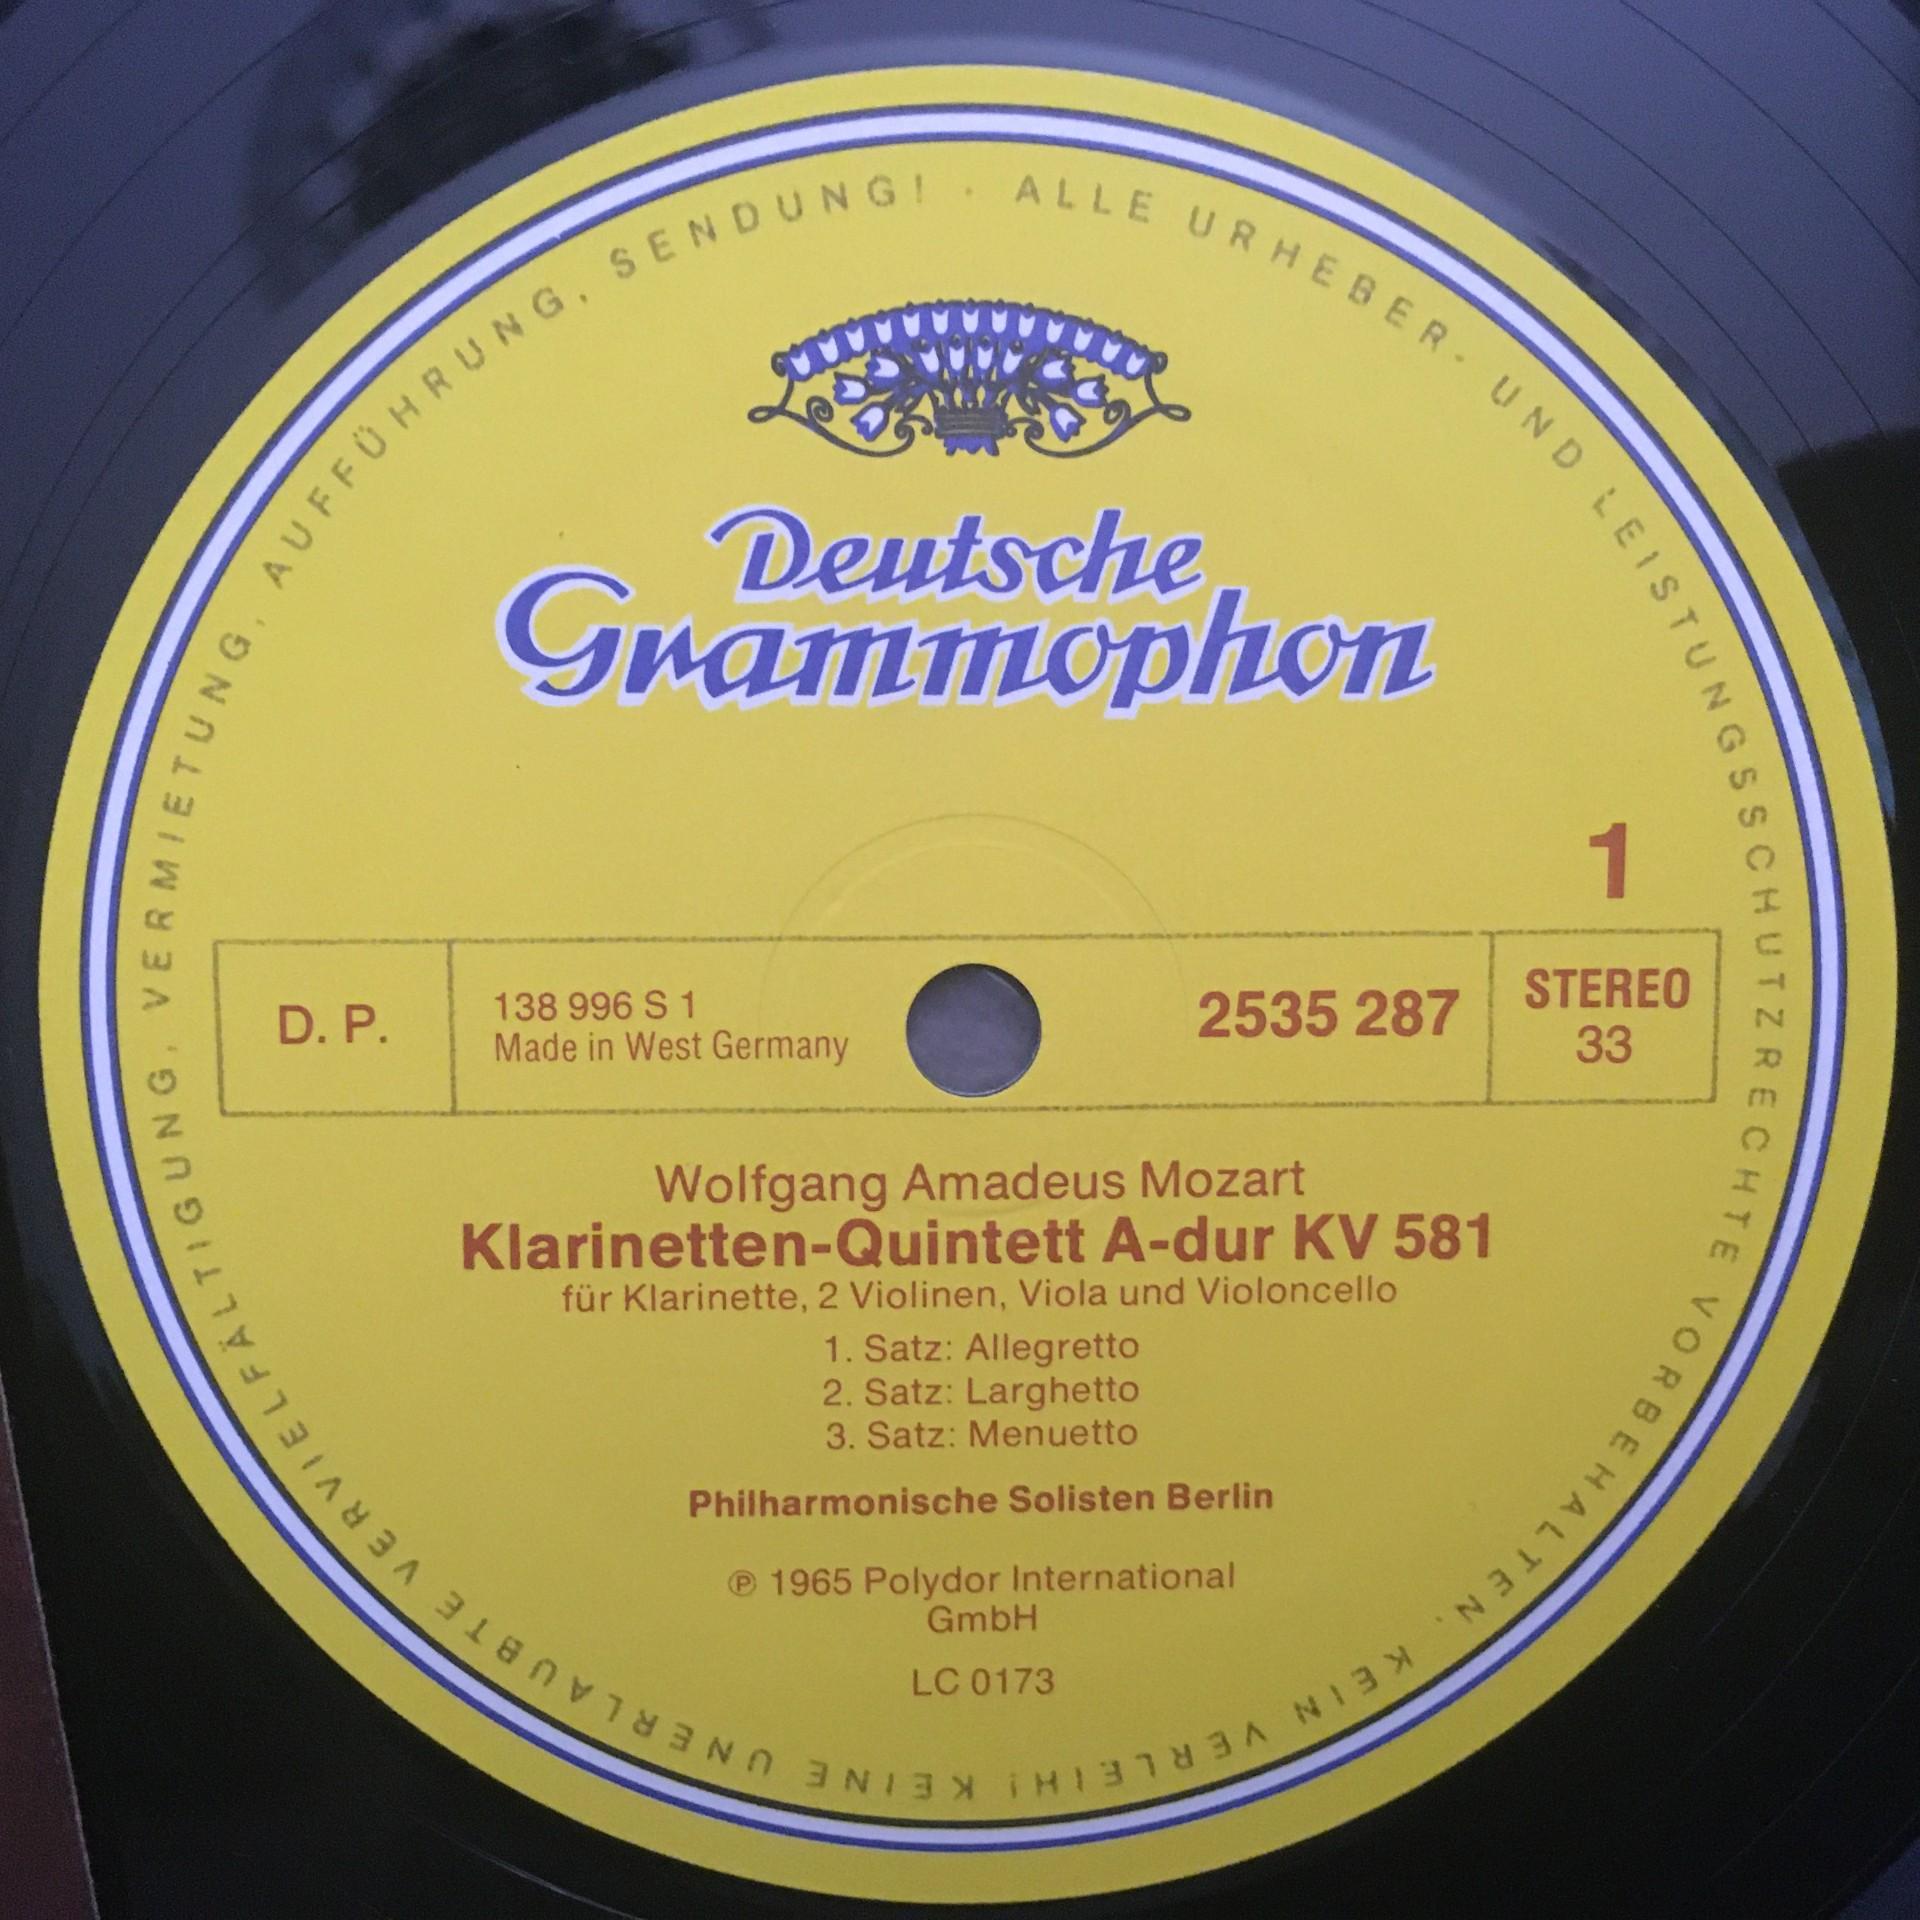 ALLE URHEBER- UND LEISTUNGSSCHUTZRECHTE VORBEHALTEN. KEIN VERLEIH! KEINE UNERLAUBTE VERVIELFÄLTIGUNG, VERMIETUNG, AUFFÜHRUNG, SENDUNG! ·
Deutsche
Grammophon
1
D. P.
138 996 S 1
Made in West Germany
2535 287
STEREO
33
Wolfgang Amadeus Mozart
Klarinetten-Quintett A-dur KV 581
für Klarinette, 2 Violinen, Viola und Violoncello
1. Satz: Allegretto
2. Satz: Larghetto
3. Satz: Menuetto
Philharmonische Solisten Berlin
℗ 1965 Polydor International
GmbH
LC 0173